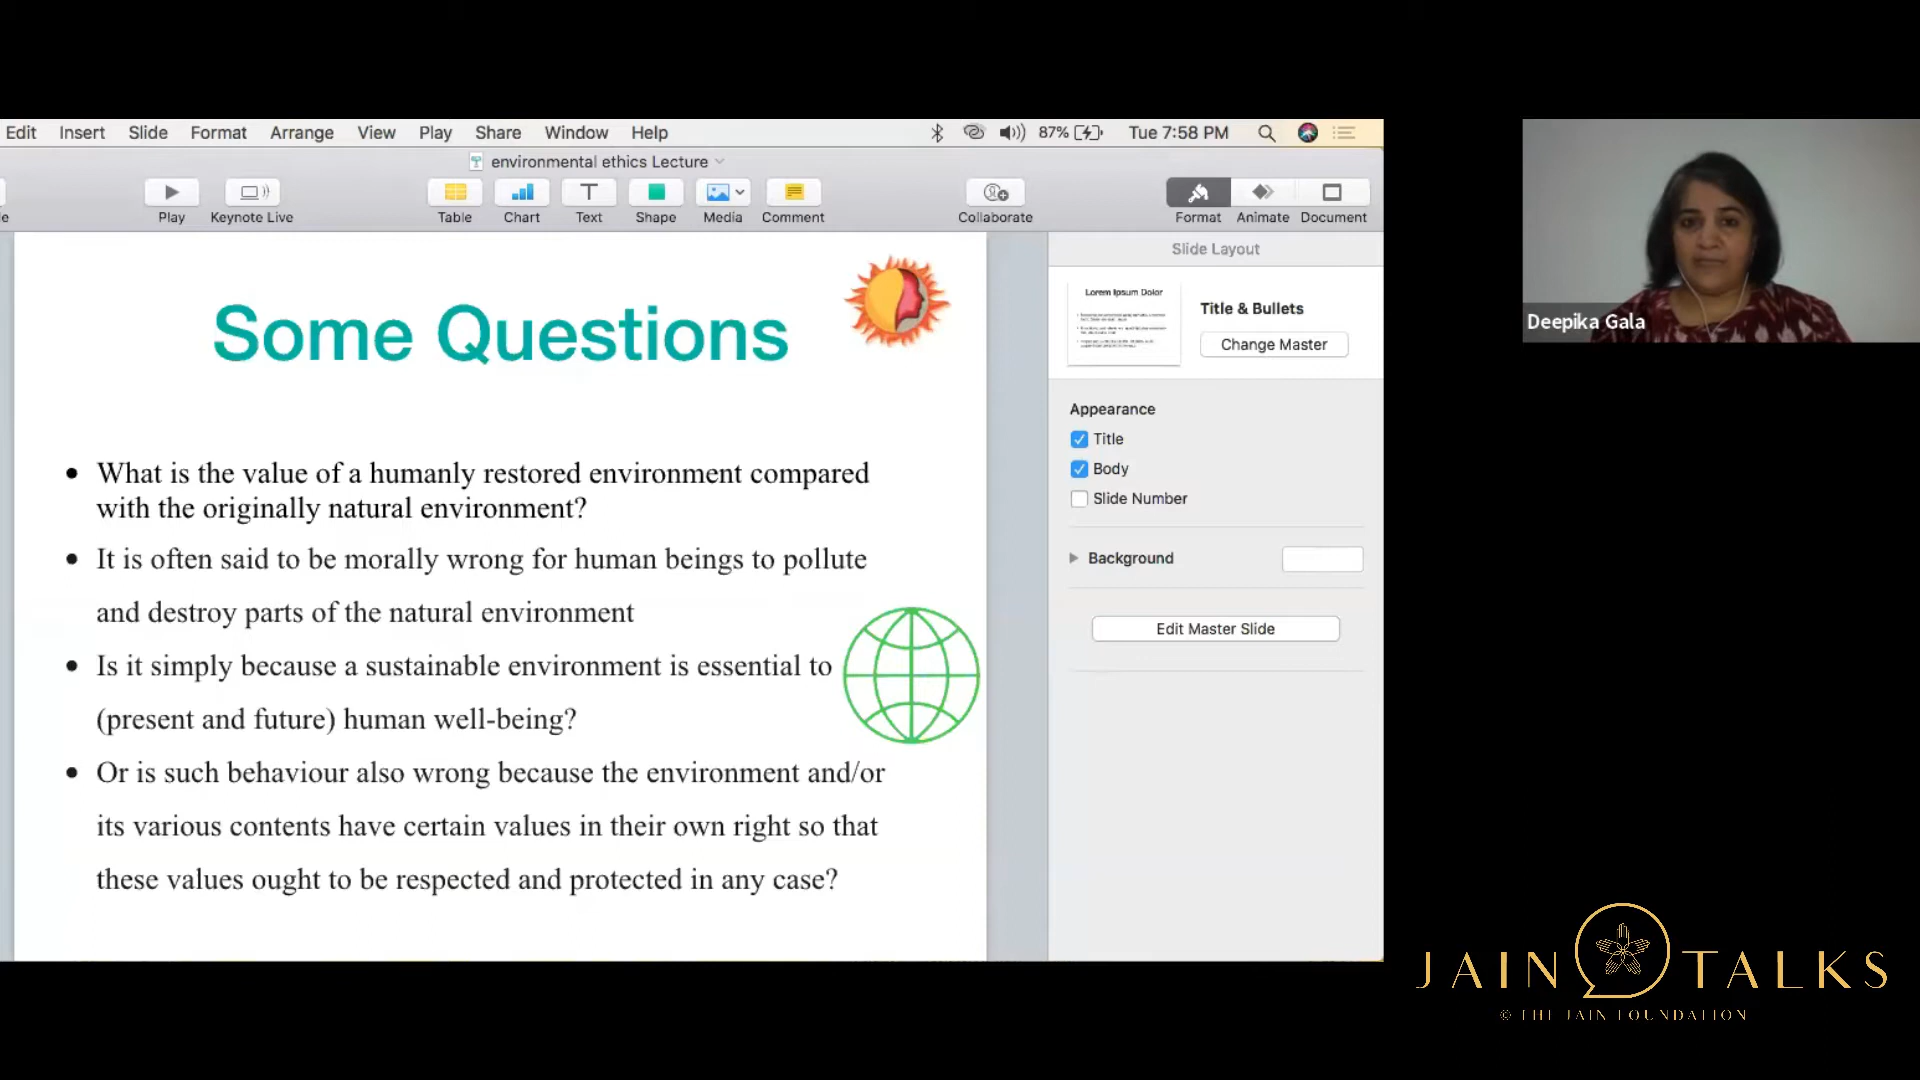 Edit Insert Slide Format Arrange View Play Share Window Help 87% Tue 7:58 PM
environmental ethics Lecture
Play Keynote Live Table Chart Text Shape Media Comment Collaborate Format Animate Document
Slide Layout
Some Questions
• What is the value of a humanly restored environment compared
with the originally natural environment?
• It is often said to be morally wrong for human beings to pollute
and destroy parts of the natural environment
• Is it simply because a sustainable environment is essential to
(present and future) human well-being?
• Or is such behaviour also wrong because the environment and/or
its various contents have certain values in their own right so that
these values ought to be respected and protected in any case?
Lorem Ipsum Dolor
Title & Bullets
Change Master
Appearance
Title
Body
Slide Number
Background
Edit Master Slide
Deepika Gala
JAIN TALKS
© THE JAIN FOUNDATION